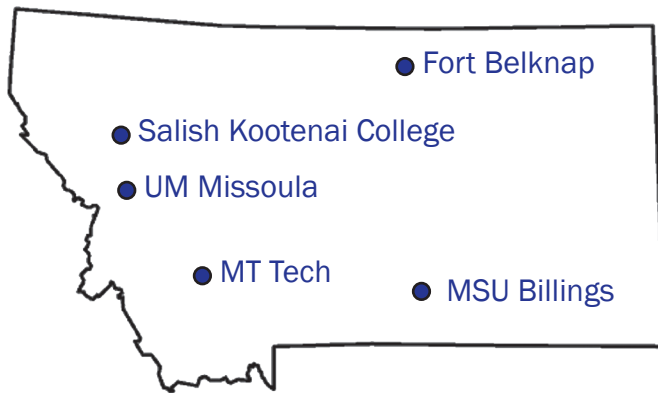 Fort Belknap
Salish Kootenai College
UM Missoula
MT Tech
MSU Billings